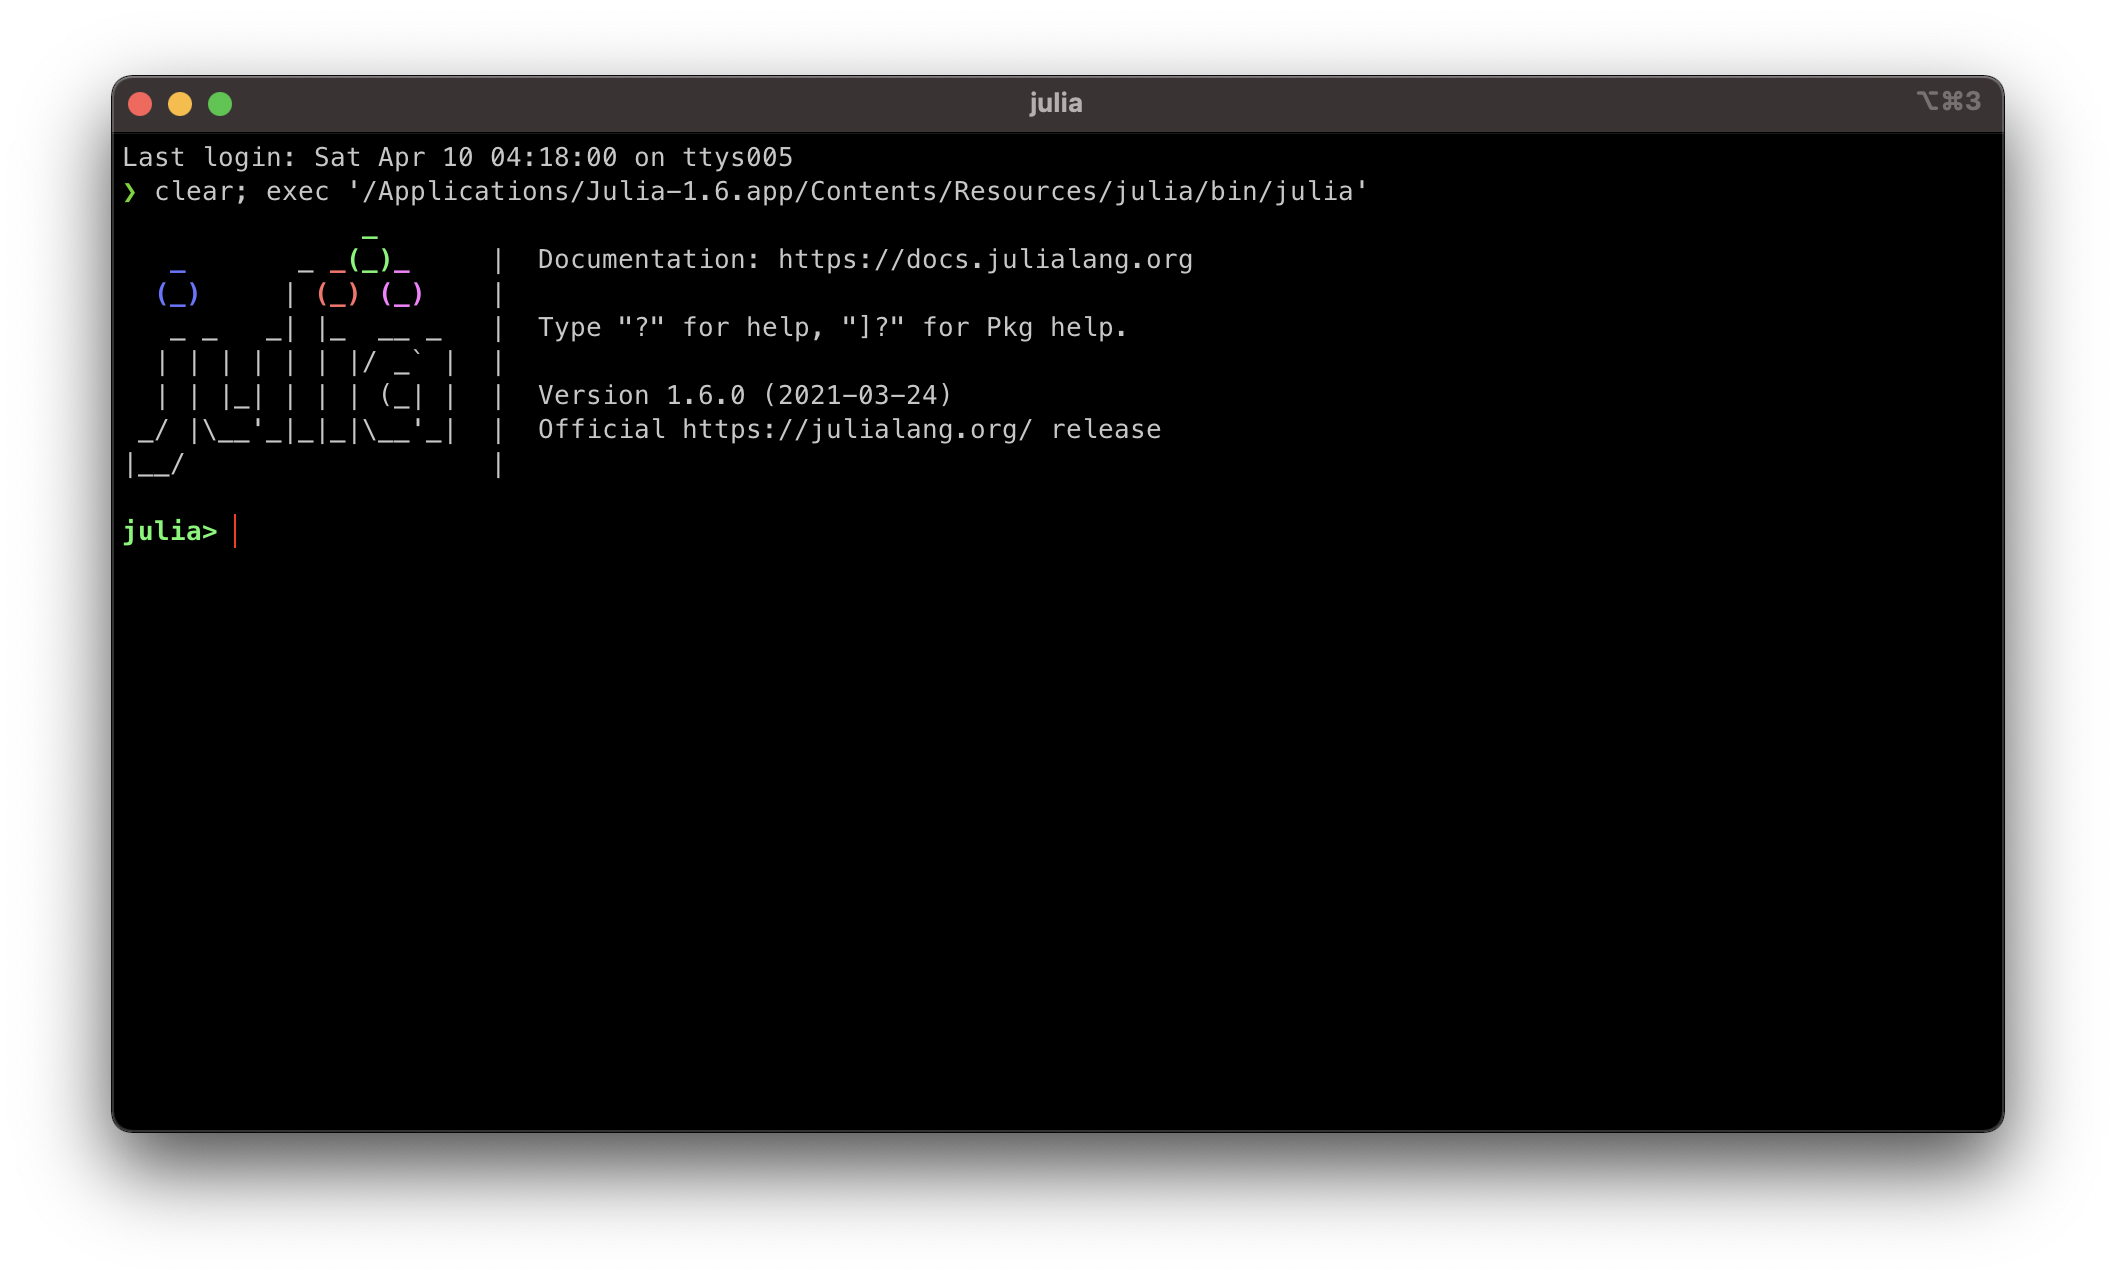 julia
⌥⌘3
Last login: Sat Apr 10 04:18:00 on ttys005
❯ clear; exec '/Applications/Julia-1.6.app/Contents/Resources/julia/bin/julia'
               _
   _       _ _(_)_     |  Documentation: https://docs.julialang.org
  (_)     | (_) (_)    |
   _ _   _| |_  __ _   |  Type "?" for help, "]?" for Pkg help.
  | | | | | | |/ _` |  |
  | | |_| | | | (_| |  |  Version 1.6.0 (2021-03-24)
 _/ |\__'_|_|_|\__'_|  |  Official https://julialang.org/ release
|__/                   |
julia>